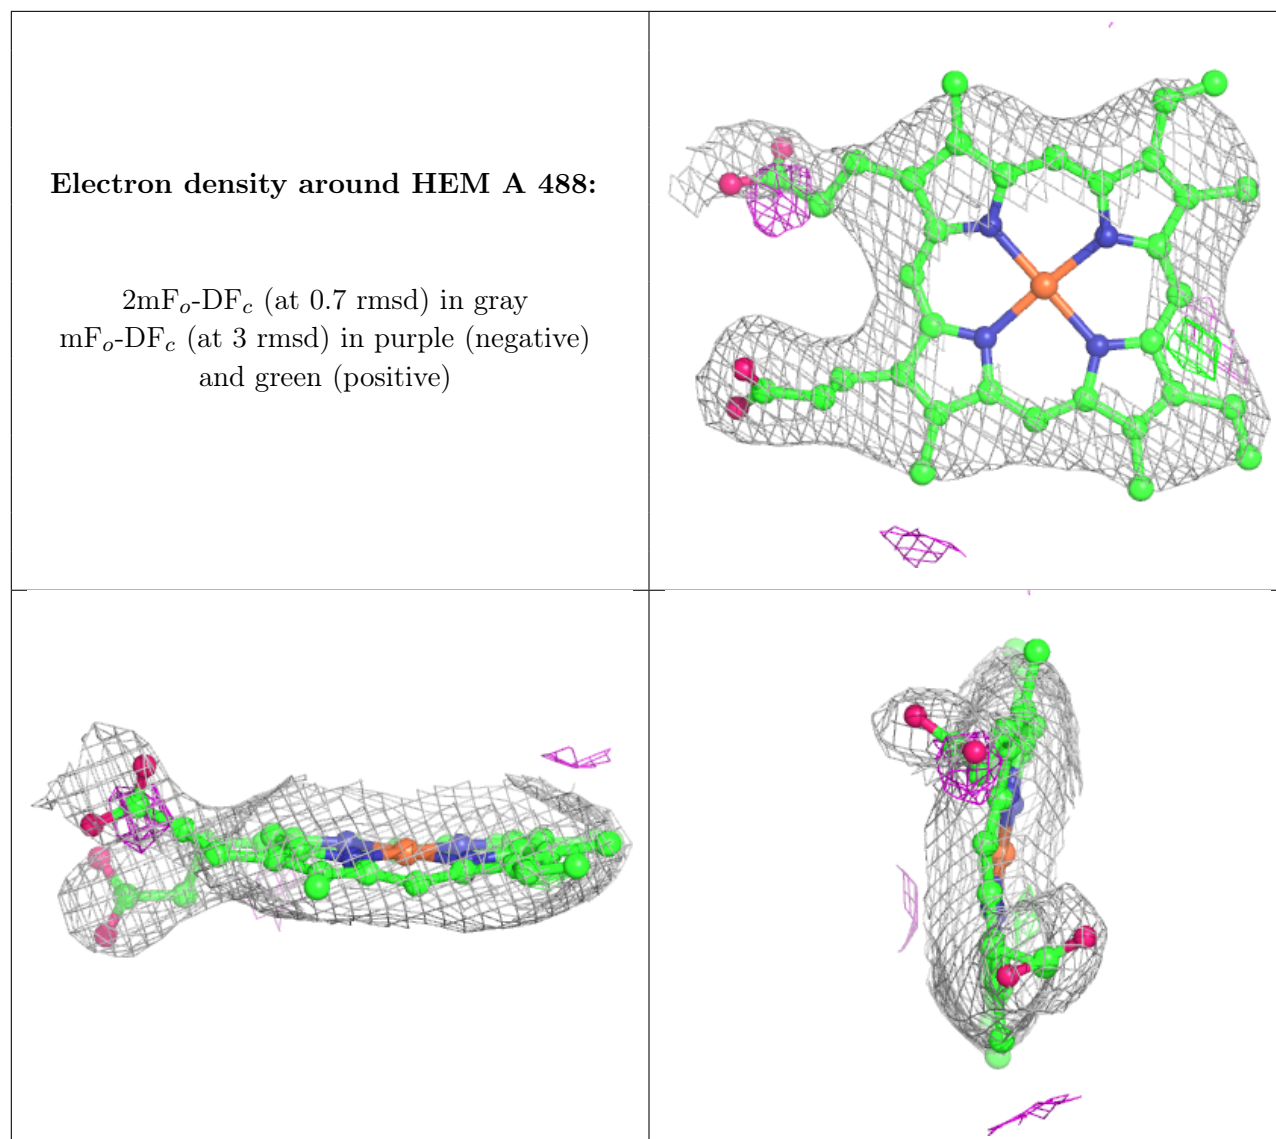 Electron density around HEM A 488:
2mFo-DFc (at 0.7 rmsd) in gray
mFo-DFc (at 3 rmsd) in purple (negative)
and green (positive)